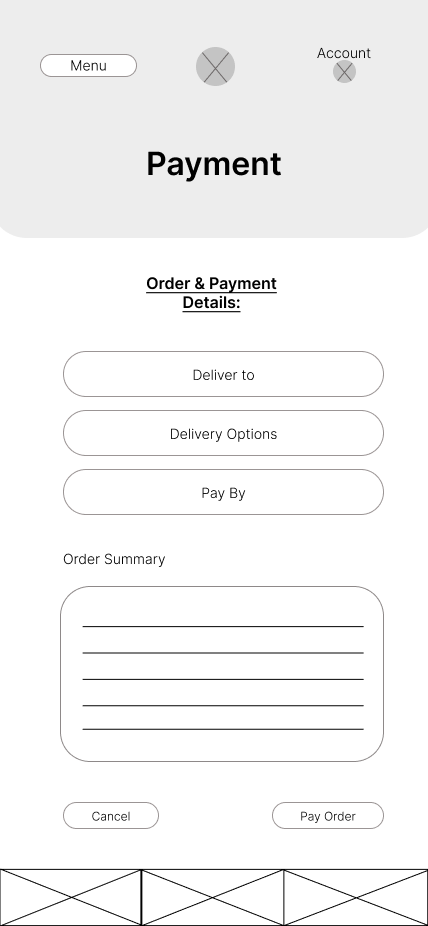 Menu
Account
Payment
Order & Payment
Details:
Deliver to
Delivery Options
Pay By
Order Summary
Cancel
Pay Order